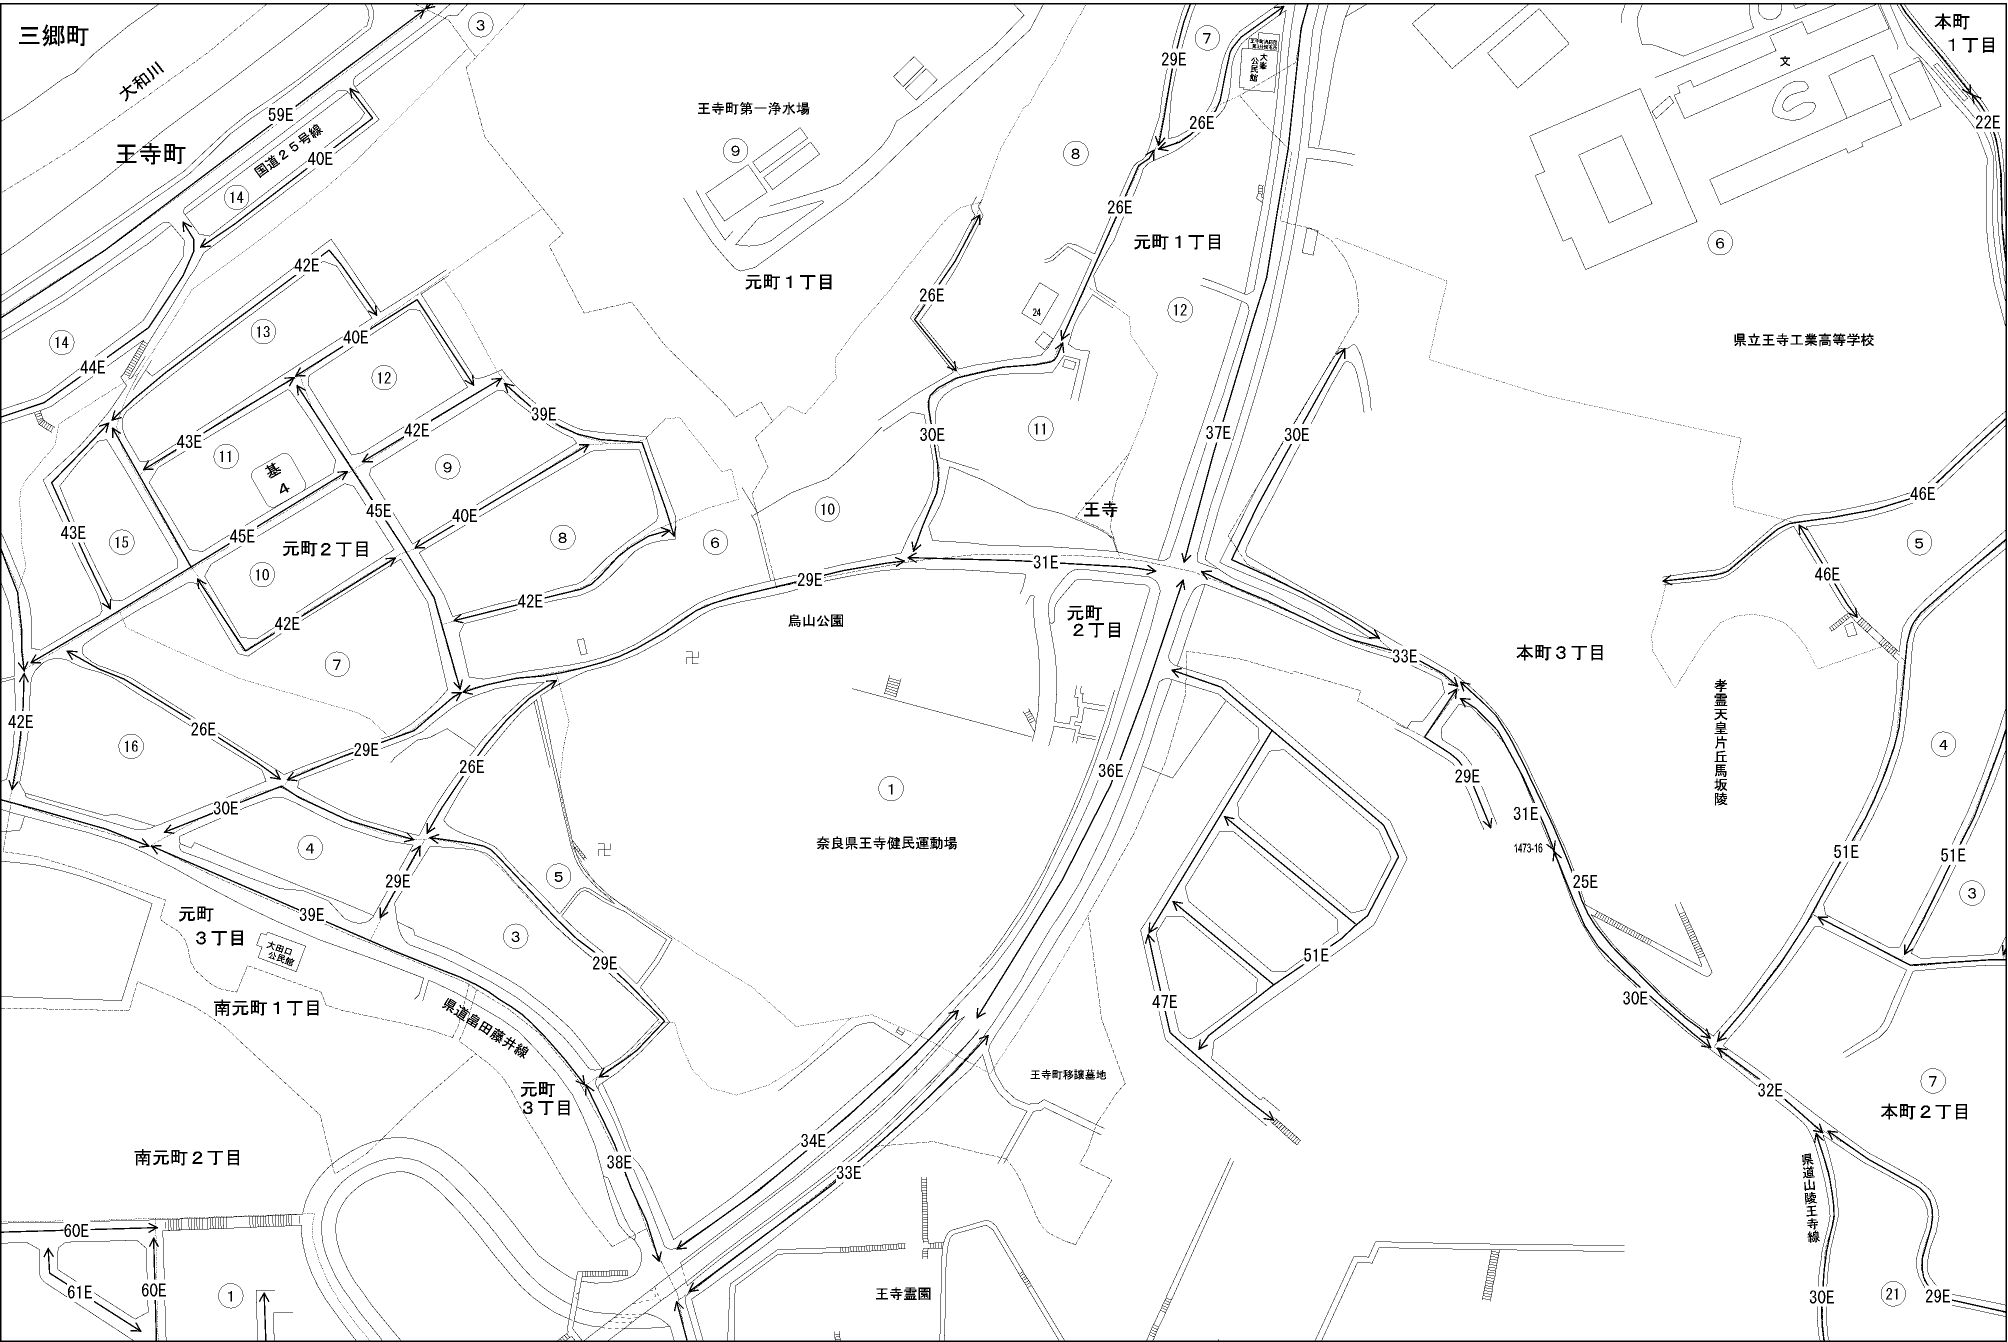 三郷町
大和川
王寺町
59E
国道25号線
40E
14
3
14
44E
42E
13
40E
12
43E
11
基
4
42E
9
39E
43E
15
45E
45E
40E
8
元町2丁目
10
42E
42E
7
6
42E
26E
16
29E
26E
30E
4
29E
39E
5
3
29E
元町
3丁目
大田口
公民館
南元町1丁目
県道畠田藤井線
元町
3丁目
南元町2丁目
38E
60E
61E
60E
1
王寺町第一浄水場
9
元町1丁目
8
26E
29E
7
大峯
公民館
26E
26E
元町1丁目
24
12
11
30E
10
王寺
37E
30E
29E
31E
烏山公園
卍
卍
元町
2丁目
36E
1
奈良県王寺健民運動場
34E
33E
王寺町移譲墓地
王寺霊園
本町
1丁目
文
22E
6
県立王寺工業高等学校
46E
5
46E
33E
本町3丁目
孝霊天皇片丘馬坂陵
4
29E
31E
1473-16
25E
51E
51E
3
51E
47E
30E
32E
7
本町2丁目
県道山陵王寺線
30E
21
29E